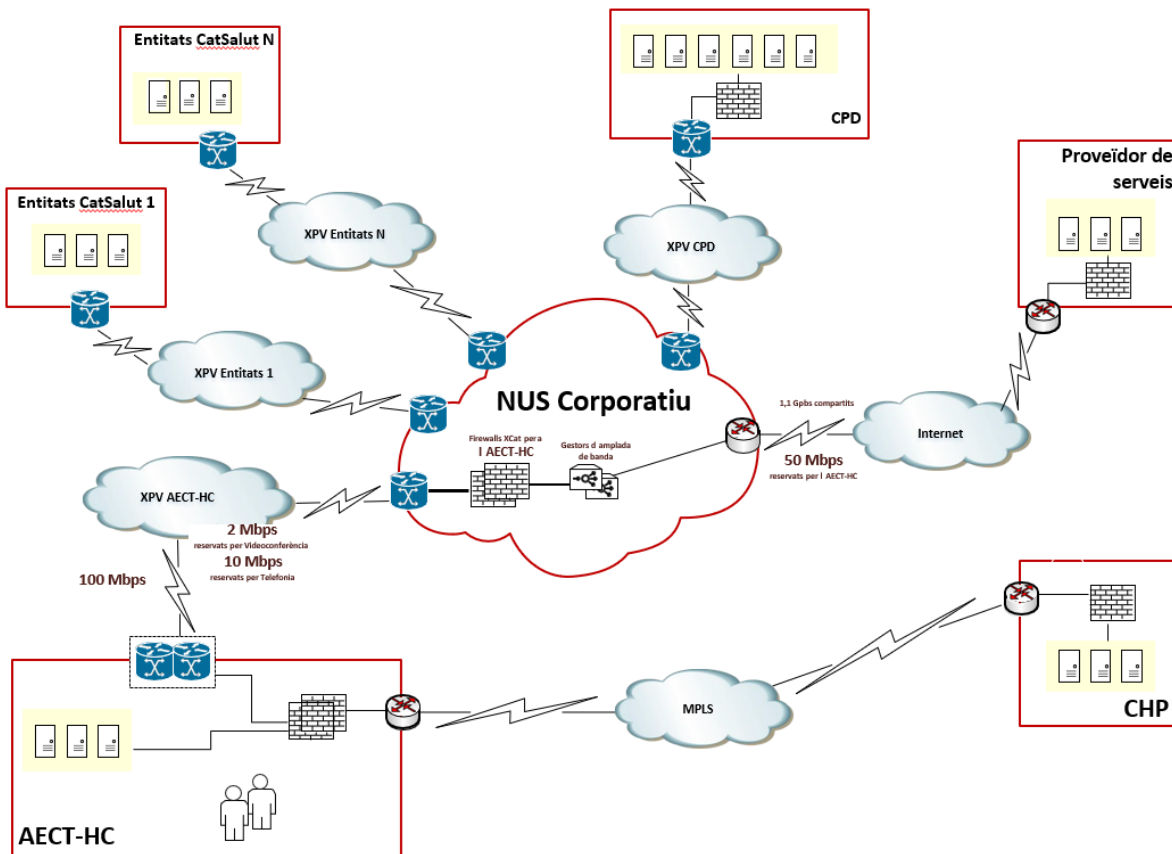 Entitats CatSalut N
CPD
Proveïdor de
serveis
Entitats CatSalut 1
XPV Entitats N
XPV CPD
XPV Entitats 1
NUS Corporatiu
1,1 Gpbs compartits
Internet
Firewalls XCat per a
l AECT-HC
Gestors d amplada
de banda
50 Mbps
reservats per l AECT-HC
XPV AECT-HC
2 Mbps
reservats per Videoconferència
10 Mbps
reservats per Telefonia
100 Mbps
MPLS
CHP
AECT-HC